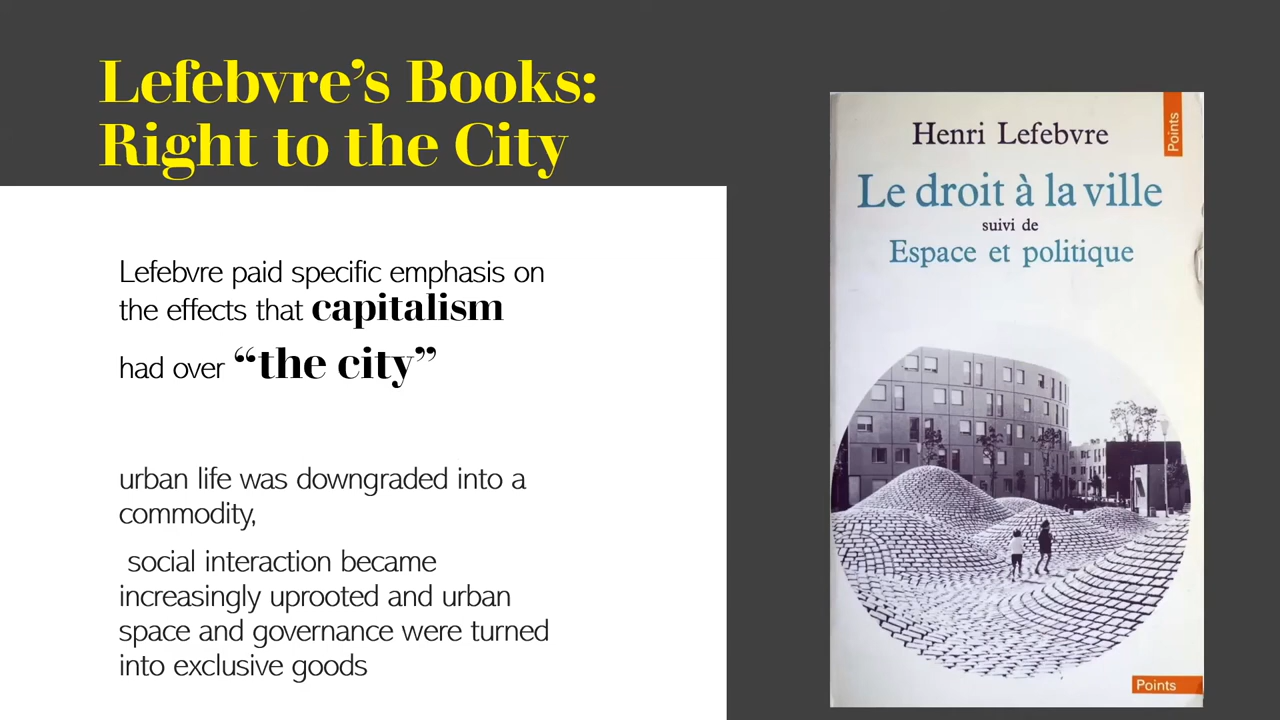 Lefebvre’s Books:
Right to the City
Lefebvre paid specific emphasis on
the effects that capitalism
had over “the city”
urban life was downgraded into a
commodity,
social interaction became
increasingly uprooted and urban
space and governance were turned
into exclusive goods
Points
Henri Lefebvre
Le droit à la ville
suivi de
Espace et politique
Points